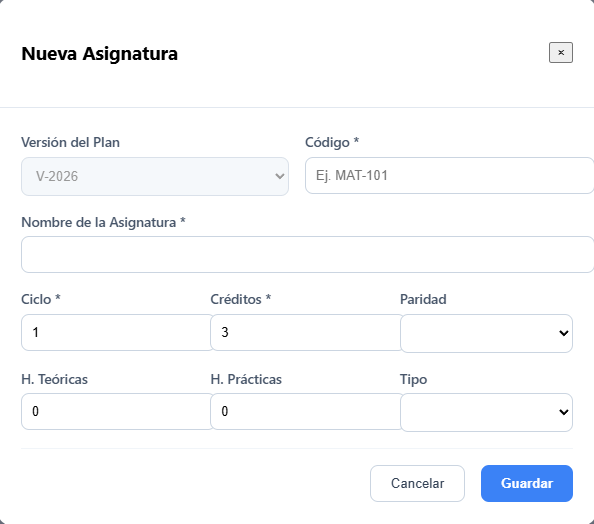 Nueva Asignatura ×
Versión del Plan Código *
V-2026 Ej. MAT-101
Nombre de la Asignatura *
Ciclo * Créditos * Paridad
1 3
H. Teóricas H. Prácticas Tipo
0 0
Cancelar Guardar